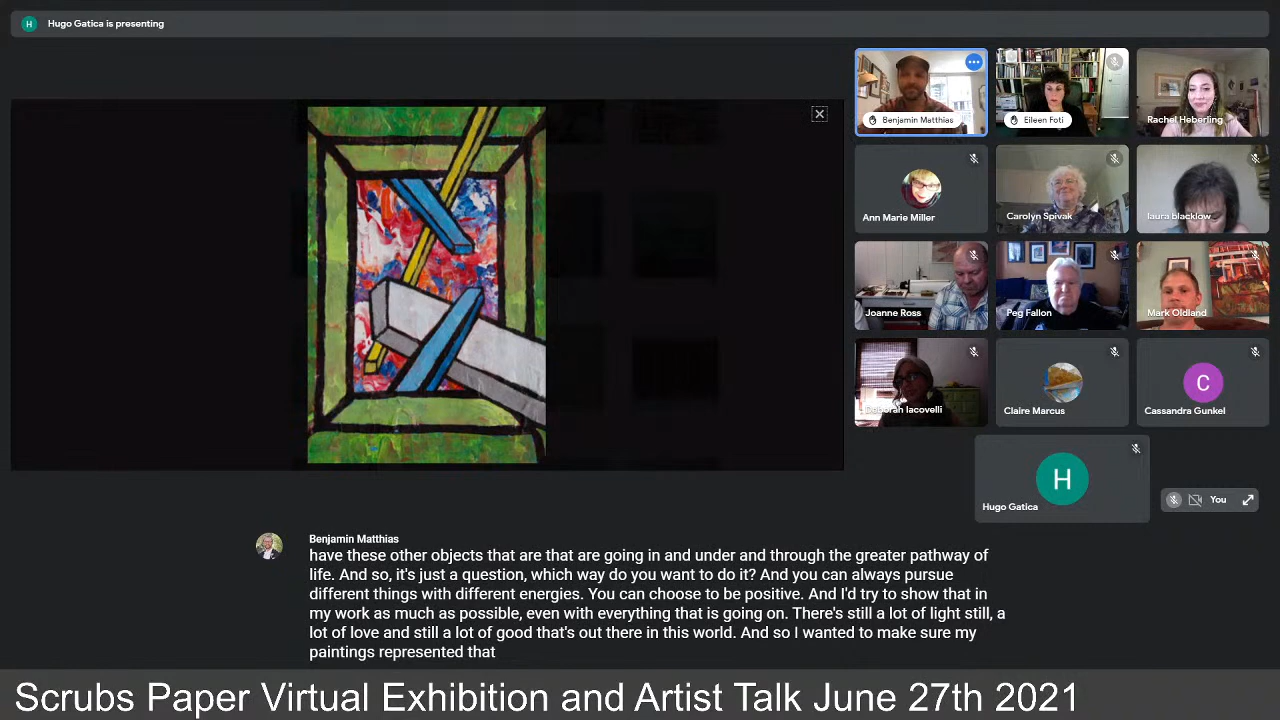 H
Hugo Gatica is presenting
Benjamin Matthias
Eileen Foti
Rachel Heberling
Ann Marie Miller
Carolyn Spivak
laura blacklow
Joanne Ross
Peg Fallon
Mark Oldland
Deborah Iacovelli
Claire Marcus
C
Cassandra Gunkel
H
Hugo Gatica
You
Benjamin Matthias
have these other objects that are that are going in and under and through the greater pathway of
life. And so, it's just a question, which way do you want to do it? And you can always pursue
different things with different energies. You can choose to be positive. And I'd try to show that in
my work as much as possible, even with everything that is going on. There's still a lot of light still, a
lot of love and still a lot of good that's out there in this world. And so I wanted to make sure my
paintings represented that
Scrubs Paper Virtual Exhibition and Artist Talk June 27th 2021